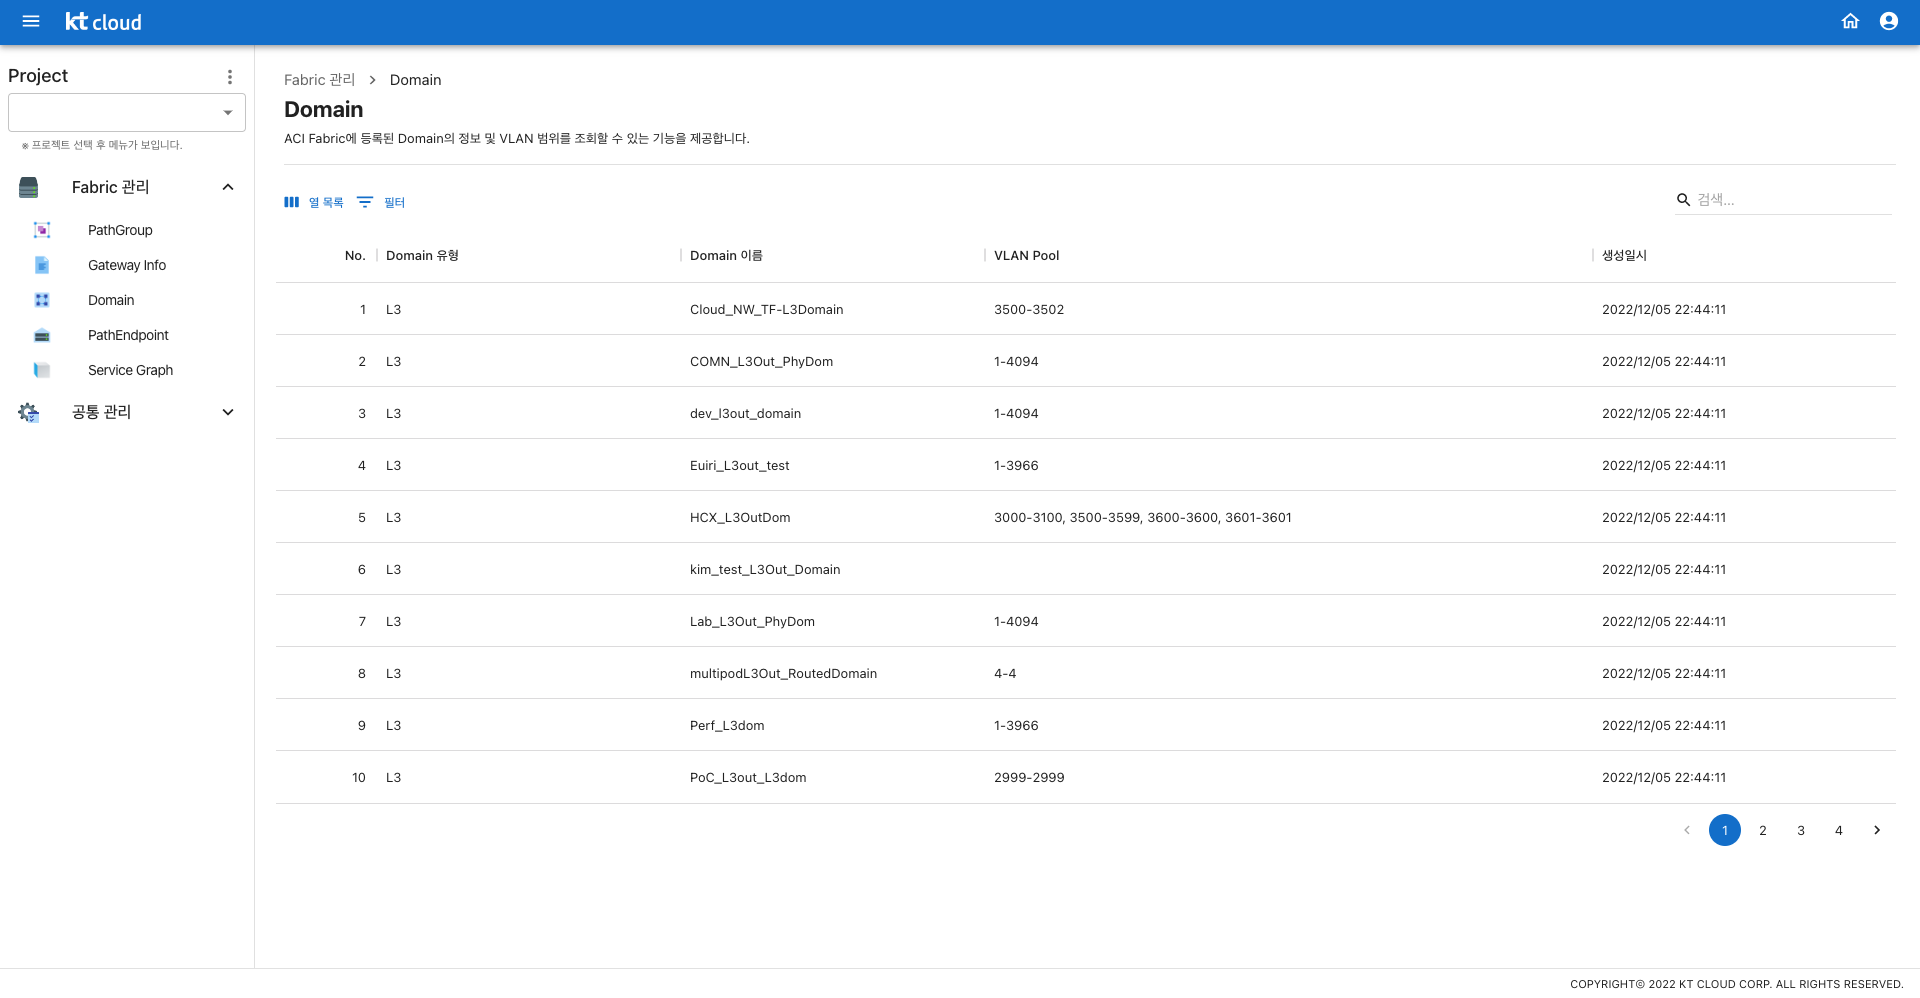 kt cloud
Project
※ 프로젝트 선택 후 메뉴가 보입니다.
Fabric 관리
PathGroup
Gateway Info
Domain
PathEndpoint
Service Graph
공통 관리
Fabric 관리 > Domain
Domain
ACI Fabric에 등록된 Domain의 정보 및 VLAN 범위를 조회할 수 있는 기능을 제공합니다.
열 목록 필터 검색...
No. Domain 유형 Domain 이름 VLAN Pool 생성일시
1 L3 Cloud_NW_TF-L3Domain 3500-3502 2022/12/05 22:44:11
2 L3 COMN_L3Out_PhyDom 1-4094 2022/12/05 22:44:11
3 L3 dev_l3out_domain 1-4094 2022/12/05 22:44:11
4 L3 Euiri_L3out_test 1-3966 2022/12/05 22:44:11
5 L3 HCX_L3OutDom 3000-3100, 3500-3599, 3600-3600, 3601-3601 2022/12/05 22:44:11
6 L3 kim_test_L3Out_Domain 2022/12/05 22:44:11
7 L3 Lab_L3Out_PhyDom 1-4094 2022/12/05 22:44:11
8 L3 multipodL3Out_RoutedDomain 4-4 2022/12/05 22:44:11
9 L3 Perf_L3dom 1-3966 2022/12/05 22:44:11
10 L3 PoC_L3out_L3dom 2999-2999 2022/12/05 22:44:11
1 2 3 4
COPYRIGHT© 2022 KT CLOUD CORP. ALL RIGHTS RESERVED.